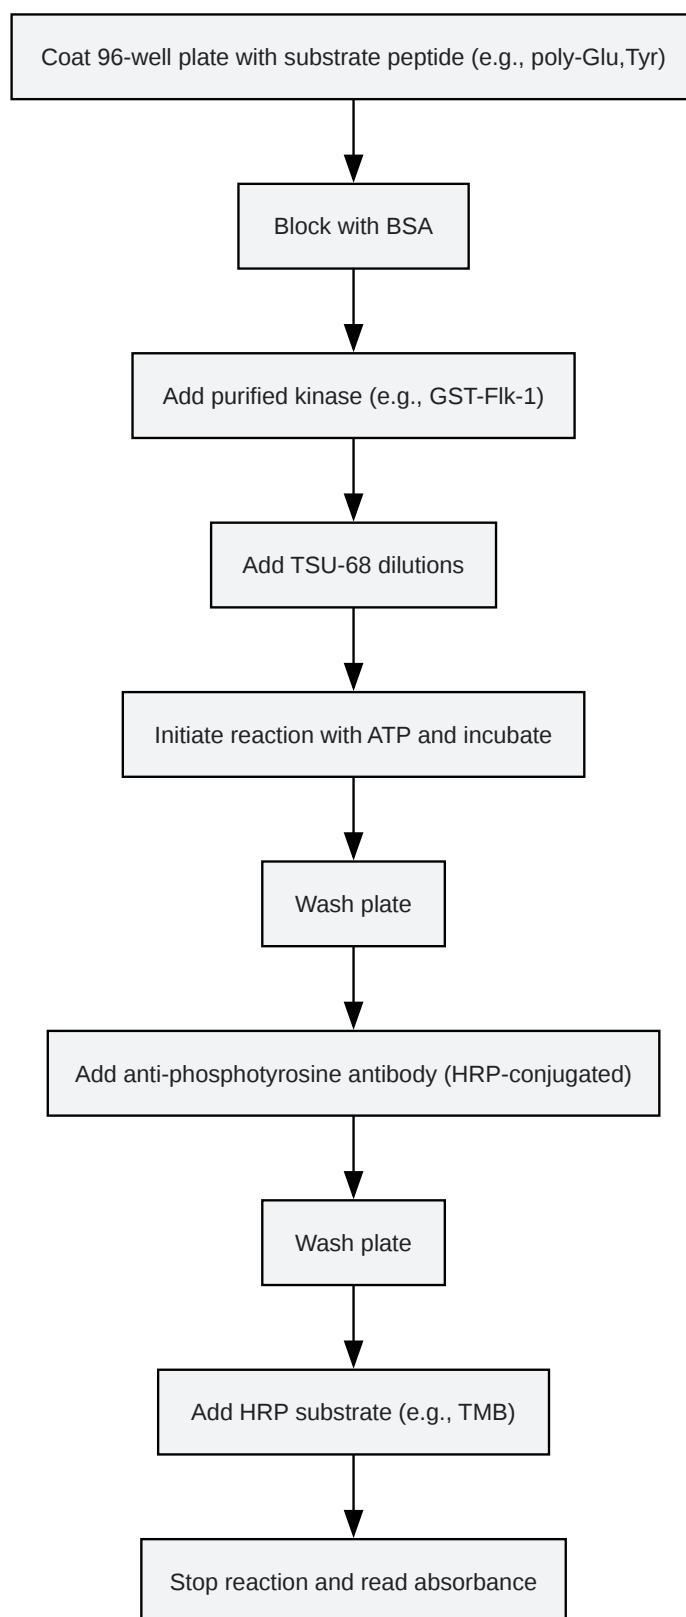 Coat 96-well plate with substrate peptide (e.g., poly-Glu,Tyr)
Block with BSA
Add purified kinase (e.g., GST-Flk-1)
Add TSU-68 dilutions
Initiate reaction with ATP and incubate
Wash plate
Add anti-phosphotyrosine antibody (HRP-conjugated)
Wash plate
Add HRP substrate (e.g., TMB)
Stop reaction and read absorbance